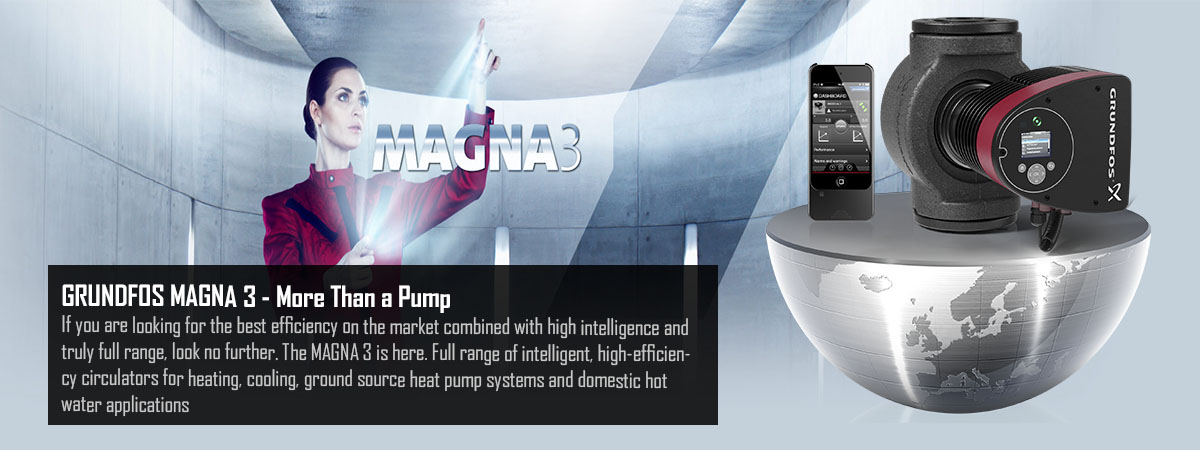 MAGNA3
DASHBOARD
Performance
GRUNDFOS
GRUNDFOS MAGNA 3 - More Than a Pump
If you are looking for the best efficiency on the market combined with high intelligence and
truly full range, look no further. The MAGNA 3 is here. Full range of intelligent, high-efficien-
cy circulators for heating, cooling, ground source heat pump systems and domestic hot
water applications